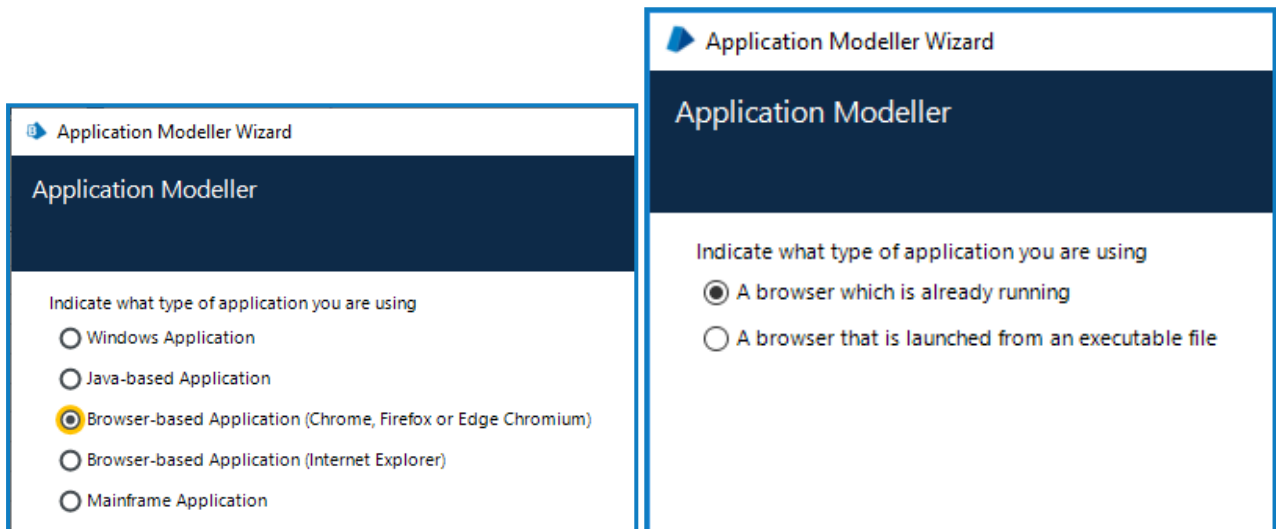 Application Modeller Wizard
Application Modeller
Indicate what type of application you are using
Windows Application
Java-based Application
Browser-based Application (Chrome, Firefox or Edge Chromium)
Browser-based Application (Internet Explorer)
Mainframe Application
Application Modeller Wizard
Application Modeller
Indicate what type of application you are using
A browser which is already running
A browser that is launched from an executable file